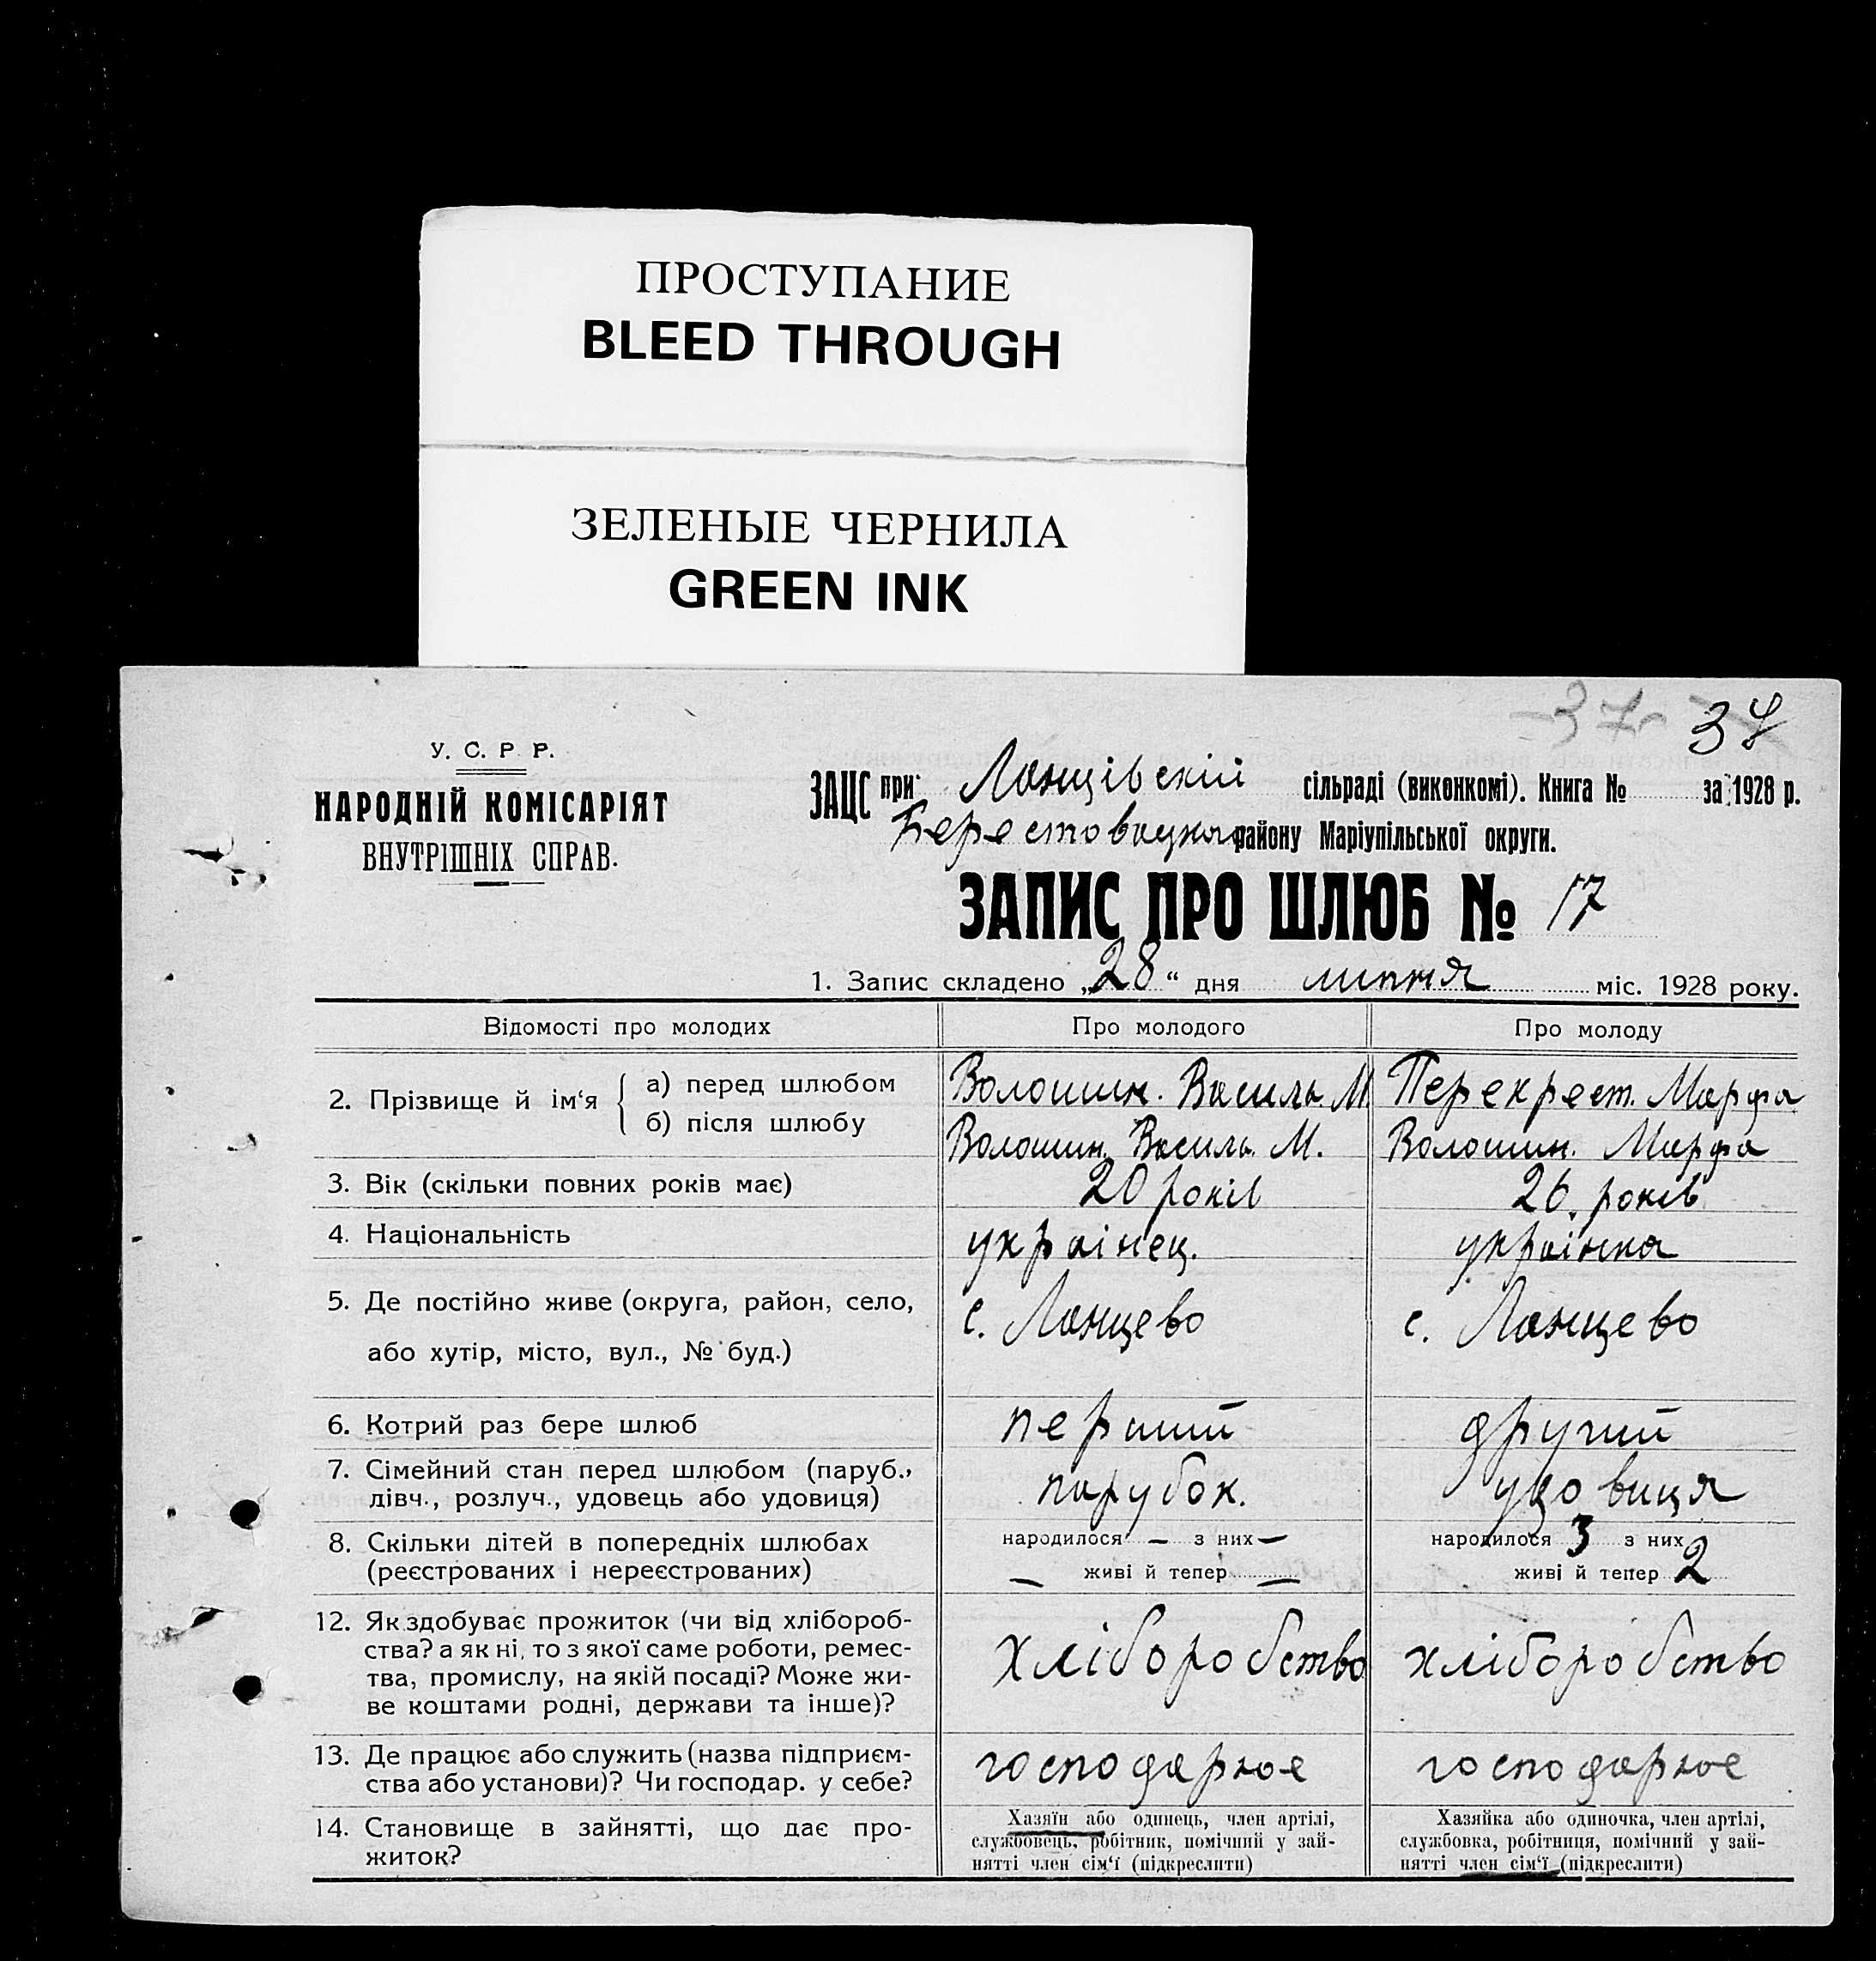 ПРОСТУПАНИЕ
BLEED THROUGH
ЗЕЛЕНЫЕ ЧЕРНИЛА
GREEN INK
37 37
У. С. Р Р.
НАРОДНІЙ КОМІСАРІЯТ
ВНУТРІШНІХ СПРАВ.
ЗАЦС при Ланцівскій сільраді (виконкомі). Книга № за 1928 р.
району Маріупільської округи.
ЗАПИС ПРО ШЛЮБ № 17
1. Запис складено „28“ дня липня міс. 1928 року.
Відомості про молодих Про молодого Про молоду
2. Прізвище й ім‘я { а) перед шлюбом Волошин. Василь. М. Перекрест. Марфа
б) після шлюбу Волошин. Василь. М. Волошин. Марфа
3. Вік (скільки повних років має) 20 років 26. років
4. Національність украінец. украінка
5. Де постійно живе (округа, район, село, с. Ланцево с. Ланцево
або хутір, місто, вул., № буд.)
6. Котрий раз бере шлюб перший другий
7. Сімейний стан перед шлюбом (паруб.,
дівч., розлуч., удовець або удовиця) парубок. удовиця
8. Скільки дітей в попередніх шлюбах народилося — з них — народилося 3 з них
(реєстрованих і нереєстрованих) — живі й тепер — живі й тепер 2
12. Як здобуває прожиток (чи від хлібороб-
ства? а як ні, то з якої саме роботи, ремес- хліборобство хліборобство
тва, промислу, на якій посаді? Може жи-
ве коштами родні, держави та інше)?
13. Де працює або служить (назва підприєм- господарює господарює
ства або установи)? Чи господар. у себе?
14. Становище в зайнятті, що дає про- Хазяїн або одинець, член артілі, Хазяйка або одиночка, член артілі,
житок? службовець, робітник, помічний у зай- службовка, робітниця, помічний у зай-
нятті член сім‘ї (підкреслити) нятті член сім‘ї (підкреслити)